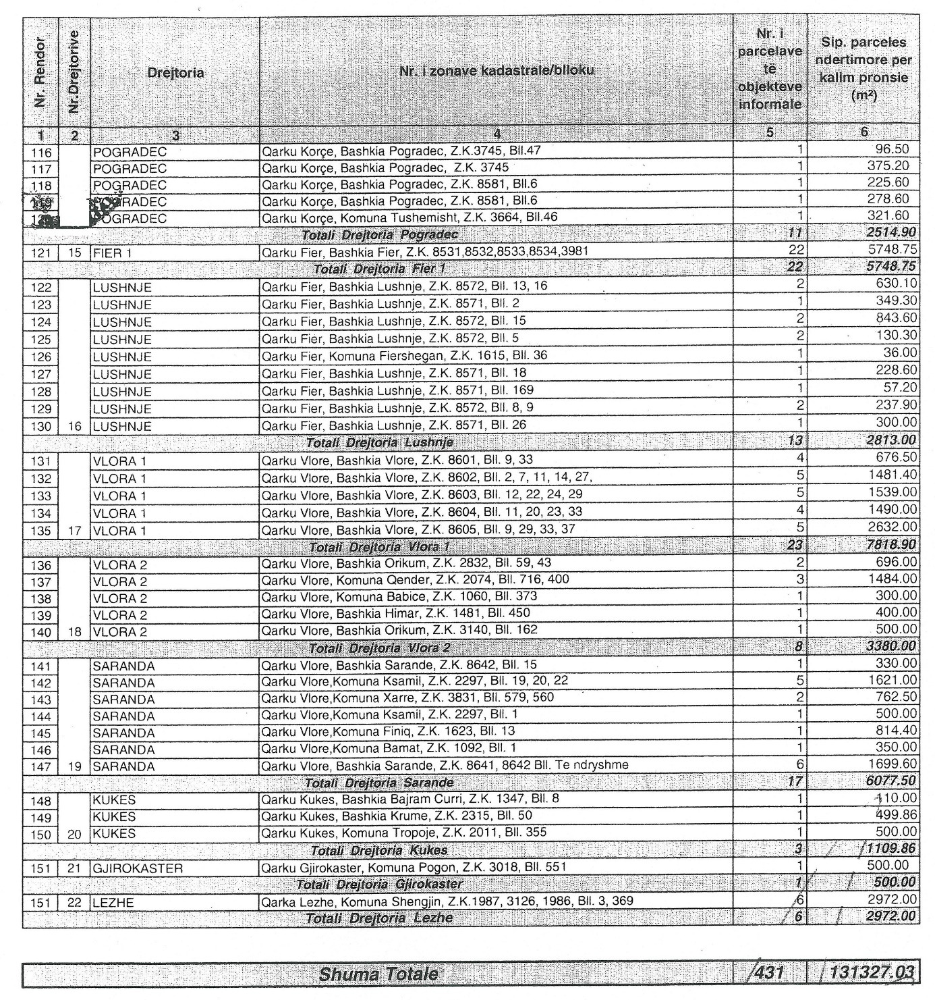 Nr. Rendor | Nr.Drejtorive | Drejtoria | Nr. i zonave kadastrale/blloku | Nr. i parcelave të objekteve informale | Sip. parceles ndertimore per kalim pronsie (m²)
1 | 2 | 3 | 4 | 5 | 6
116 POGRADEC Qarku Korçe, Bashkia Pogradec, Z.K.3745, Bll.47 1 96.50
117 POGRADEC Qarku Korçe, Bashkia Pogradec, Z.K. 3745 1 375.20
118 POGRADEC Qarku Korçe, Bashkia Pogradec, Z.K. 8581, Bll.6 1 225.60
119 POGRADEC Qarku Korçe, Bashkia Pogradec, Z.K. 8581, Bll.6 1 278.60
POGRADEC Qarku Korçe, Komuna Tushemisht, Z.K. 3664, Bll.46 1 321.60
Totali Drejtoria Pogradec 11 2514.90
121 15 FIER 1 Qarku Fier, Bashkia Fier, Z.K. 8531,8532,8533,8534,3981 22 5748.75
Totali Drejtoria Fier 1 22 5748.75
122 LUSHNJE Qarku Fier, Bashkia Lushnje, Z.K. 8572, Bll. 13, 16 2 630.10
123 LUSHNJE Qarku Fier, Bashkia Lushnje, Z.K. 8571, Bll. 2 1 349.30
124 LUSHNJE Qarku Fier, Bashkia Lushnje, Z.K. 8572, Bll. 15 2 843.60
125 LUSHNJE Qarku Fier, Bashkia Lushnje, Z.K. 8572, Bll. 5 2 130.30
126 LUSHNJE Qarku Fier, Komuna Fiershegan, Z.K. 1615, Bll. 36 1 36.00
127 LUSHNJE Qarku Fier, Bashkia Lushnje, Z.K. 8571, Bll. 18 1 228.60
128 LUSHNJE Qarku Fier, Bashkia Lushnje, Z.K. 8571, Bll. 169 1 57.20
129 LUSHNJE Qarku Fier, Bashkia Lushnje, Z.K. 8572, Bll. 8, 9 2 237.90
130 16 LUSHNJE Qarku Fier, Bashkia Lushnje, Z.K. 8571, Bll. 26 1 300.00
Totali Drejtoria Lushnje 13 2813.00
131 VLORA 1 Qarku Vlore, Bashkia Vlore, Z.K. 8601, Bll. 9, 33 4 676.50
132 VLORA 1 Qarku Vlore, Bashkia Vlore, Z.K. 8602, Bll. 2, 7, 11, 14, 27, 5 1481.40
133 VLORA 1 Qarku Vlore, Bashkia Vlore, Z.K. 8603, Bll. 12, 22, 24, 29 5 1539.00
134 VLORA 1 Qarku Vlore, Bashkia Vlore, Z.K. 8604, Bll. 11, 20, 23, 33 4 1490.00
135 17 VLORA 1 Qarku Vlore, Bashkia Vlore, Z.K. 8605, Bll. 9, 29, 33, 37 5 2632.00
Totali Drejtoria Vlora 1 23 7818.90
136 VLORA 2 Qarku Vlore, Bashkia Orikum, Z.K. 2832, Bll. 59, 43 2 696.00
137 VLORA 2 Qarku Vlore, Komuna Qender, Z.K. 2074, Bll. 716, 400 3 1484.00
138 VLORA 2 Qarku Vlore, Komuna Babice, Z.K. 1060, Bll. 373 1 300.00
139 VLORA 2 Qarku Vlore, Bashkia Himar, Z.K. 1481, Bll. 450 1 400.00
140 18 VLORA 2 Qarku Vlore, Bashkia Orikum, Z.K. 3140, Bll. 162 1 500.00
Totali Drejtoria Vlora 2 8 3380.00
141 SARANDA Qarku Vlore, Bashkia Sarande, Z.K. 8642, Bll. 15 1 330.00
142 SARANDA Qarku Vlore,Komuna Ksamil, Z.K. 2297, Bll. 19, 20, 22 5 1621.00
143 SARANDA Qarku Vlore,Komuna Xarre, Z.K. 3831, Bll. 579, 560 2 762.50
144 SARANDA Qarku Vlore,Komuna Ksamil, Z.K. 2297, Bll. 1 1 500.00
145 SARANDA Qarku Vlore,Komuna Finiq, Z.K. 1623, Bll. 13 1 814.40
146 SARANDA Qarku Vlore,Komuna Bamat, Z.K. 1092, Bll. 1 1 350.00
147 19 SARANDA Qarku Vlore, Bashkia Sarande, Z.K. 8641, 8642 Bll. Te ndryshme 6 1699.60
Totali Drejtoria Sarande 17 6077.50
148 KUKES Qarku Kukes, Bashkia Bajram Curri, Z.K. 1347, Bll. 8 1 110.00
149 KUKES Qarku Kukes, Bashkia Krume, Z.K. 2315, Bll. 50 1 499.86
150 20 KUKES Qarku Kukes, Komuna Tropoje, Z.K. 2011, Bll. 355 1 500.00
Totali Drejtoria Kukes 3 1109.86
151 21 GJIROKASTER Qarku Gjirokaster, Komuna Pogon, Z.K. 3018, Bll. 551 1 500.00
Totali Drejtoria Gjirokaster 1 500.00
151 22 LEZHE Qarka Lezhe, Komuna Shengjin, Z.K.1987, 3126, 1986, Bll. 3, 369 6 2972.00
Totali Drejtoria Lezhe 6 2972.00
Shuma Totale 431 131327.03